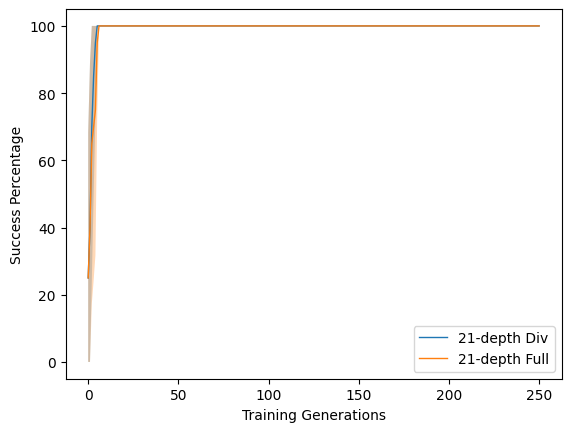 100
80
60
40
20
0
Success Percentage
0 50 100 150 200 250
Training Generations
21-depth Div
21-depth Full